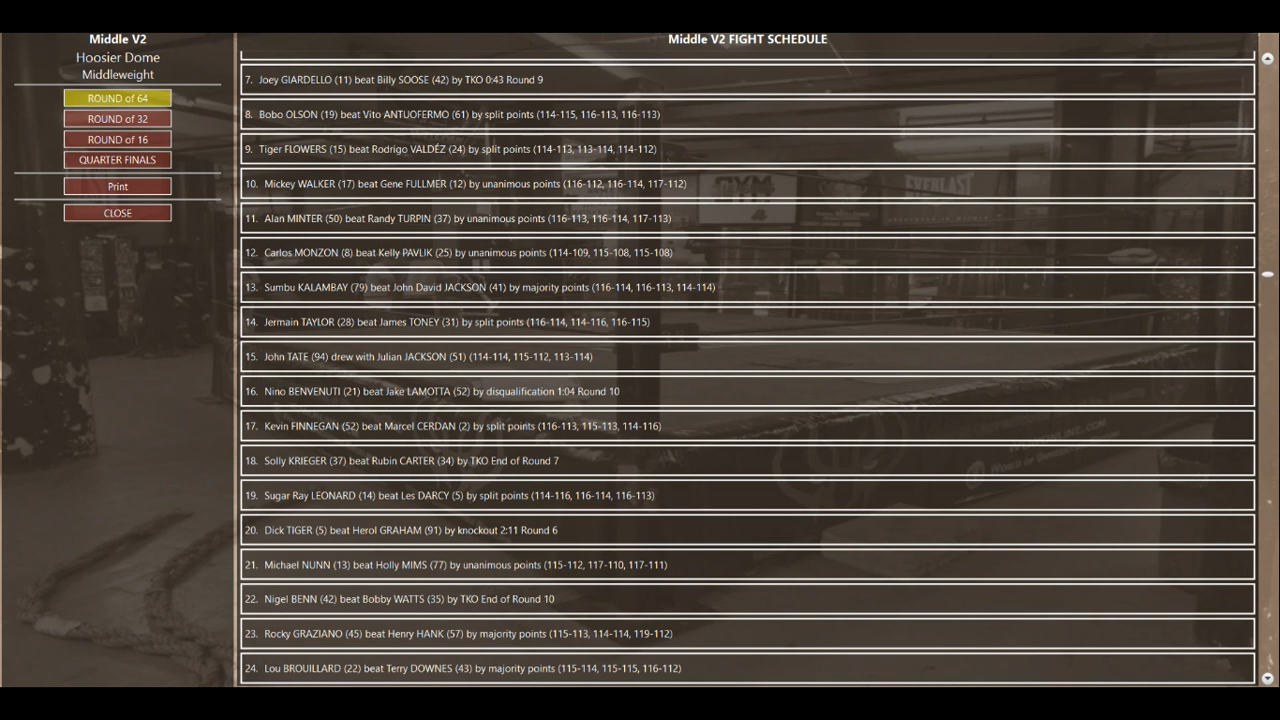 Middle V2
Hoosier Dome
Middleweight
ROUND of 64
ROUND of 32
ROUND of 16
QUARTER FINALS
Print
CLOSE
Middle V2 FIGHT SCHEDULE
7. Joey GIARDELLO (11) beat Billy SOOSE (42) by TKO 0:43 Round 9
8. Bobo OLSON (19) beat Vito ANTUOFERMO (61) by split points (114-115, 116-113, 116-113)
9. Tiger FLOWERS (15) beat Rodrigo VALDÉZ (24) by split points (114-113, 113-114, 114-112)
10. Mickey WALKER (17) beat Gene FULLMER (12) by unanimous points (116-112, 116-114, 117-112)
11. Alan MINTER (50) beat Randy TURPIN (37) by unanimous points (116-113, 116-114, 117-113)
12. Carlos MONZON (8) beat Kelly PAVLIK (25) by unanimous points (114-109, 115-108, 115-108)
13. Sumbu KALAMBAY (79) beat John David JACKSON (41) by majority points (116-114, 116-113, 114-114)
14. Jermain TAYLOR (28) beat James TONEY (31) by split points (116-114, 114-116, 116-115)
15. John TATE (94) drew with Julian JACKSON (51) (114-114, 115-112, 113-114)
16. Nino BENVENUTI (21) beat Jake LAMOTTA (52) by disqualification 1:04 Round 10
17. Kevin FINNEGAN (52) beat Marcel CERDAN (2) by split points (116-113, 115-113, 114-116)
18. Solly KRIEGER (37) beat Rubin CARTER (34) by TKO End of Round 7
19. Sugar Ray LEONARD (14) beat Les DARCY (5) by split points (114-116, 116-114, 116-113)
20. Dick TIGER (5) beat Herol GRAHAM (91) by knockout 2:11 Round 6
21. Michael NUNN (13) beat Holly MIMS (77) by unanimous points (115-112, 117-110, 117-111)
22. Nigel BENN (42) beat Bobby WATTS (35) by TKO End of Round 10
23. Rocky GRAZIANO (45) beat Henry HANK (57) by majority points (115-113, 114-114, 119-112)
24. Lou BROUILLARD (22) beat Terry DOWNES (43) by majority points (115-114, 115-115, 116-112)
GYM
EVERLAST